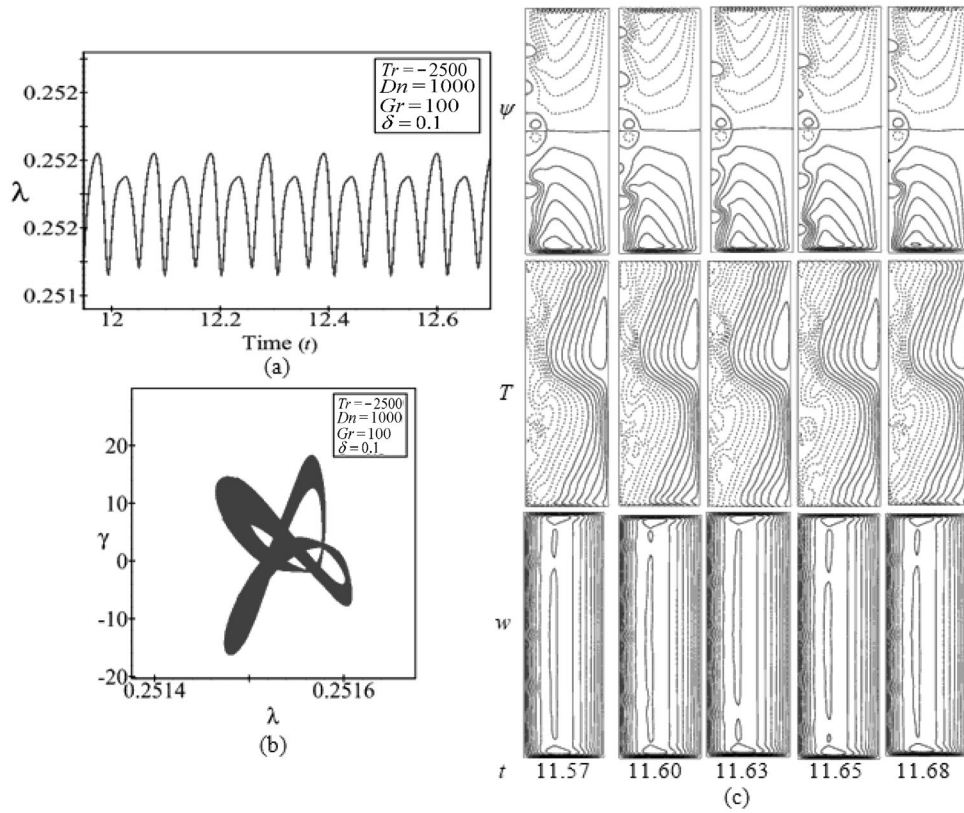 Tr = −2500
Dn = 1000
Gr = 100
δ = 0.1
0.252
0.252
0.252
0.251
λ
12
12.2
12.4
12.6
Time (t)
(a)
Tr = −2500
Dn = 1000
Gr = 100
δ = 0.1
20
10
γ
0
-10
-20
0.2514
0.2516
λ
(b)
ψ
T
w
t 11.57 11.60 11.63 11.65 11.68
(c)